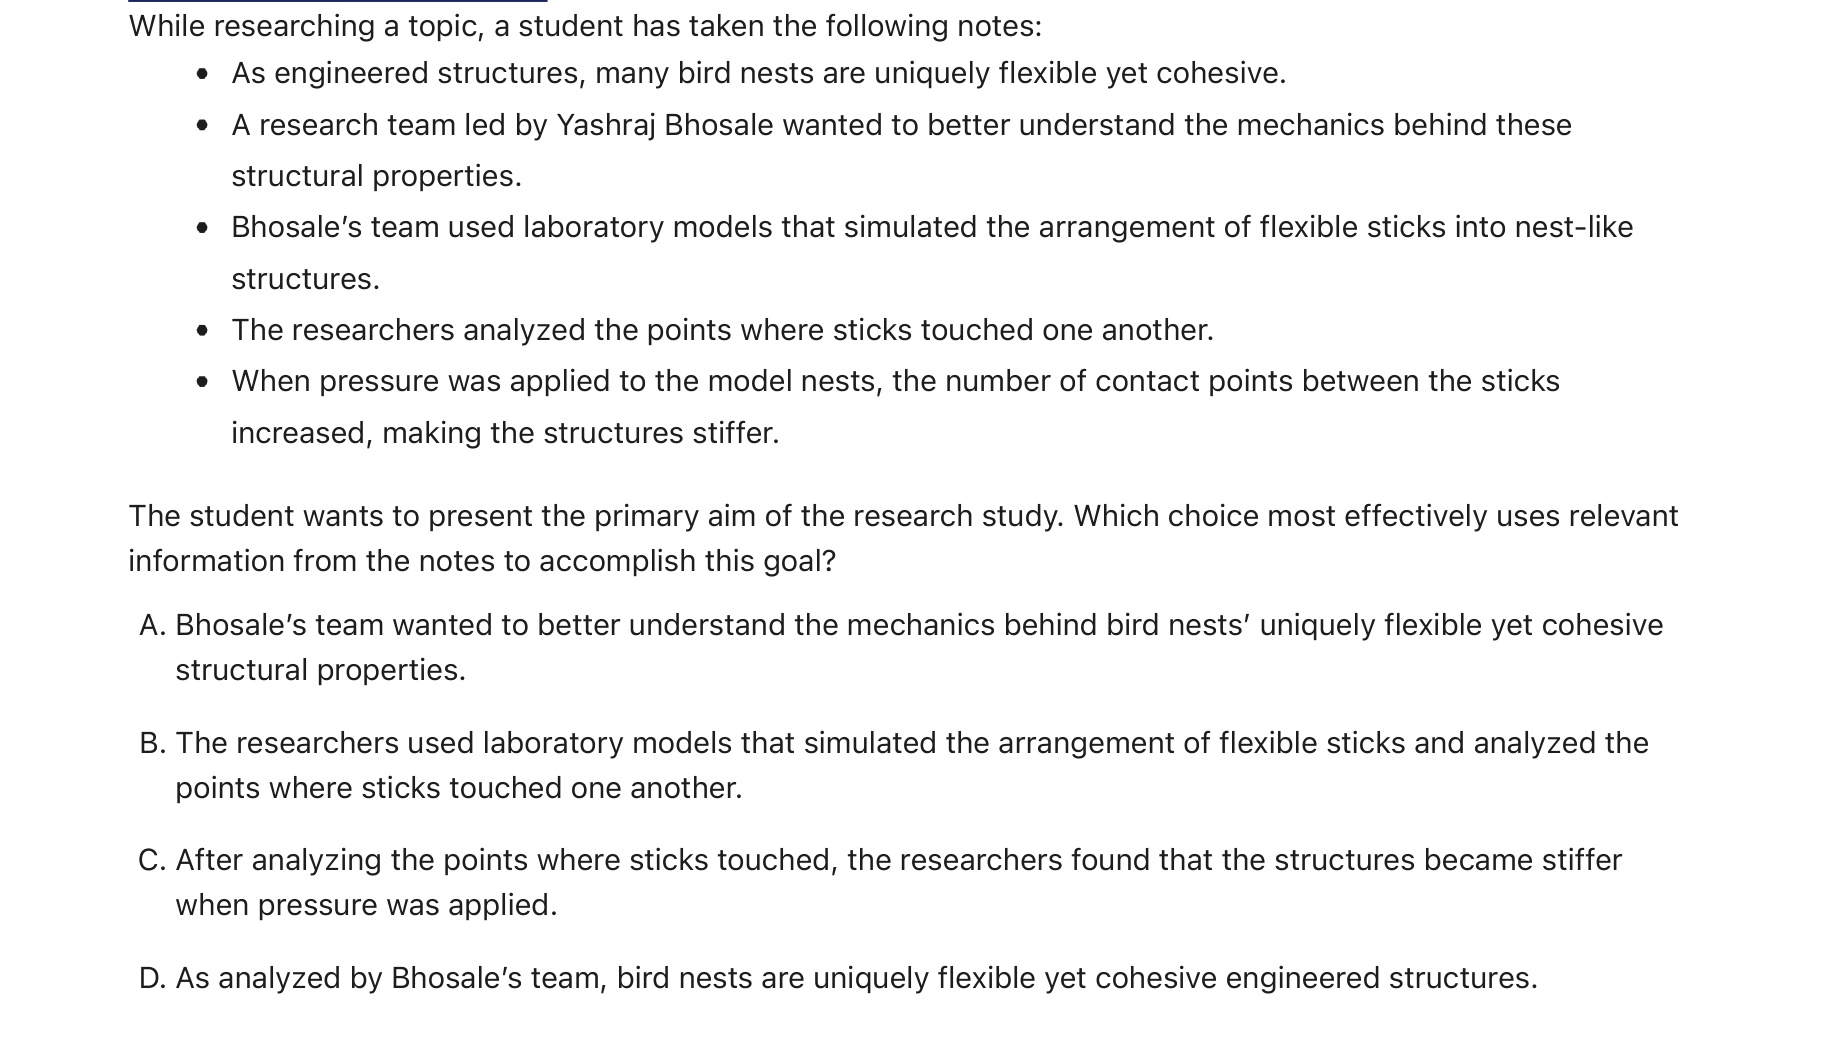 While researching a topic, a student has taken the following notes:
• As engineered structures, many bird nests are uniquely flexible yet cohesive.
• A research team led by Yashraj Bhosale wanted to better understand the mechanics behind these
structural properties.
• Bhosale’s team used laboratory models that simulated the arrangement of flexible sticks into nest-like
structures.
• The researchers analyzed the points where sticks touched one another.
• When pressure was applied to the model nests, the number of contact points between the sticks
increased, making the structures stiffer.
The student wants to present the primary aim of the research study. Which choice most effectively uses relevant
information from the notes to accomplish this goal?
A. Bhosale’s team wanted to better understand the mechanics behind bird nests’ uniquely flexible yet cohesive
structural properties.
B. The researchers used laboratory models that simulated the arrangement of flexible sticks and analyzed the
points where sticks touched one another.
C. After analyzing the points where sticks touched, the researchers found that the structures became stiffer
when pressure was applied.
D. As analyzed by Bhosale’s team, bird nests are uniquely flexible yet cohesive engineered structures.